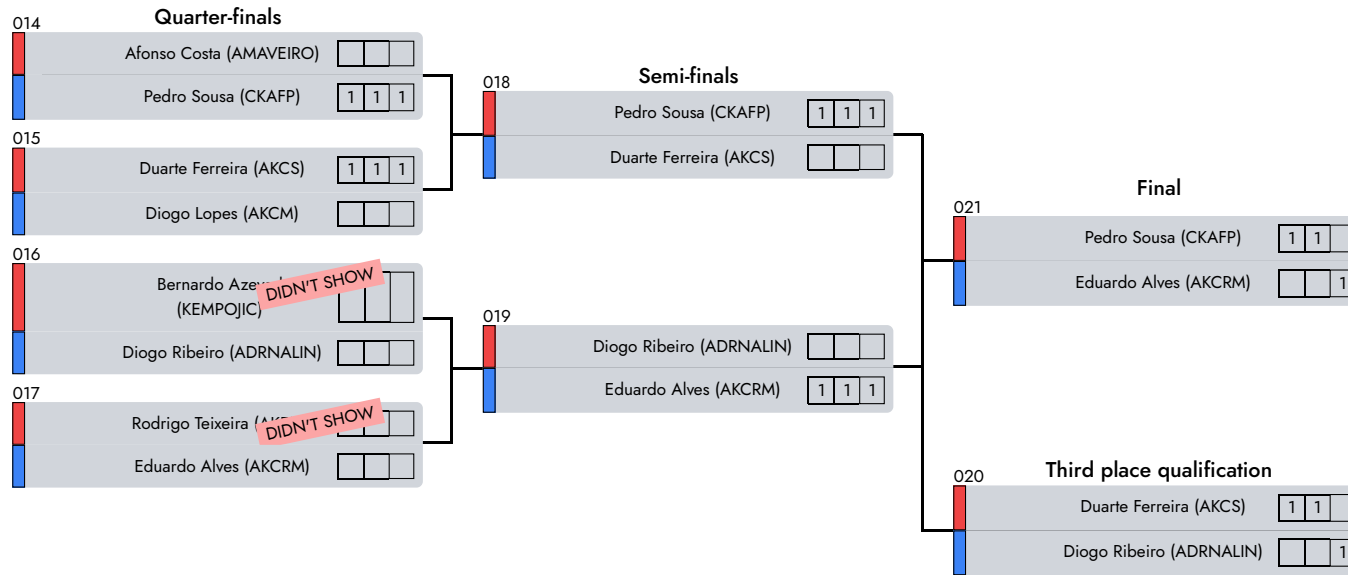 Quarter-finals
014
Afonso Costa (AMAVEIRO)
Pedro Sousa (CKAFP) 1 1 1
015
Duarte Ferreira (AKCS) 1 1 1
Diogo Lopes (AKCM)
016
Bernardo
(KEMPOJIC)
DIDN'T SHOW
Diogo Ribeiro (ADRNALIN)
017
Rodrigo Teixeira
DIDN'T SHOW
Eduardo Alves (AKCRM)
Semi-finals
018
Pedro Sousa (CKAFP) 1 1 1
Duarte Ferreira (AKCS)
019
Diogo Ribeiro (ADRNALIN)
Eduardo Alves (AKCRM) 1 1 1
Final
021
Pedro Sousa (CKAFP) 1 1
Eduardo Alves (AKCRM) 1
Third place qualification
020
Duarte Ferreira (AKCS) 1 1
Diogo Ribeiro (ADRNALIN) 1